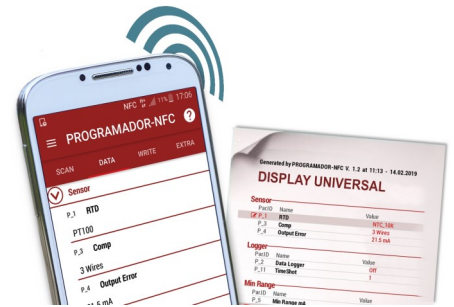 NFC 11% 17:06
PROGRAMADOR-NFC ?
SCAN DATA WRITE EXTRA
Sensor
P_1 RTD
PT100
P_3 Comp
3 Wires
P_4 Output Error
21.5 mA
Generated by PROGRAMADOR-NFC V. 1.2 at 11:13 - 14.02.2019
DISPLAY UNIVERSAL
Sensor
ParID Name Value
P_1 RTD NTC_10K
P_3 Comp 3 Wires
P_4 Output Error 21.5 mA
Logger
ParID Name Value
P_2 Data Logger Off
P_11 TimeShot 1
Min Range
ParID Name Value
P_5 Min Range mA